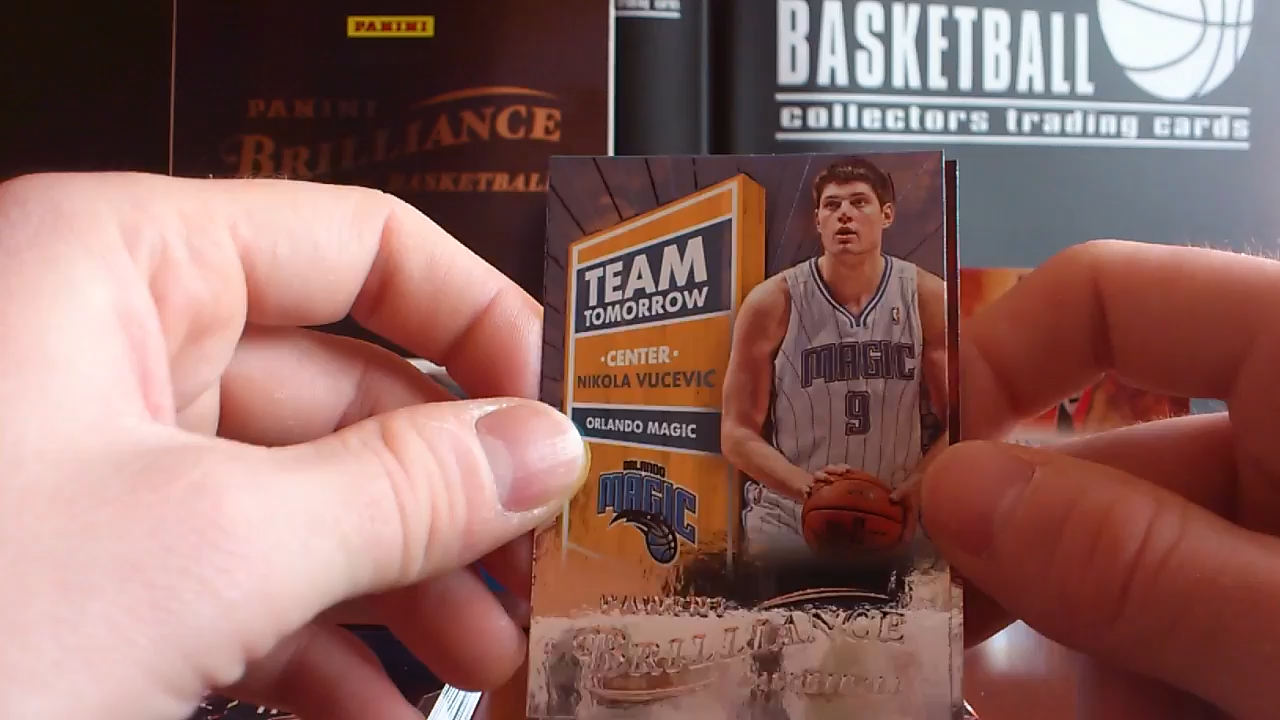 PANINI
PANINI
BRILLIANCE
BASKETBALL
BASKETBALL
collectors trading cards
TEAM
TOMORROW
·CENTER·
NIKOLA VUCEVIC
ORLANDO MAGIC
ORLANDO
MAGIC
MAGIC
9
PANINI
BRILLIANCE